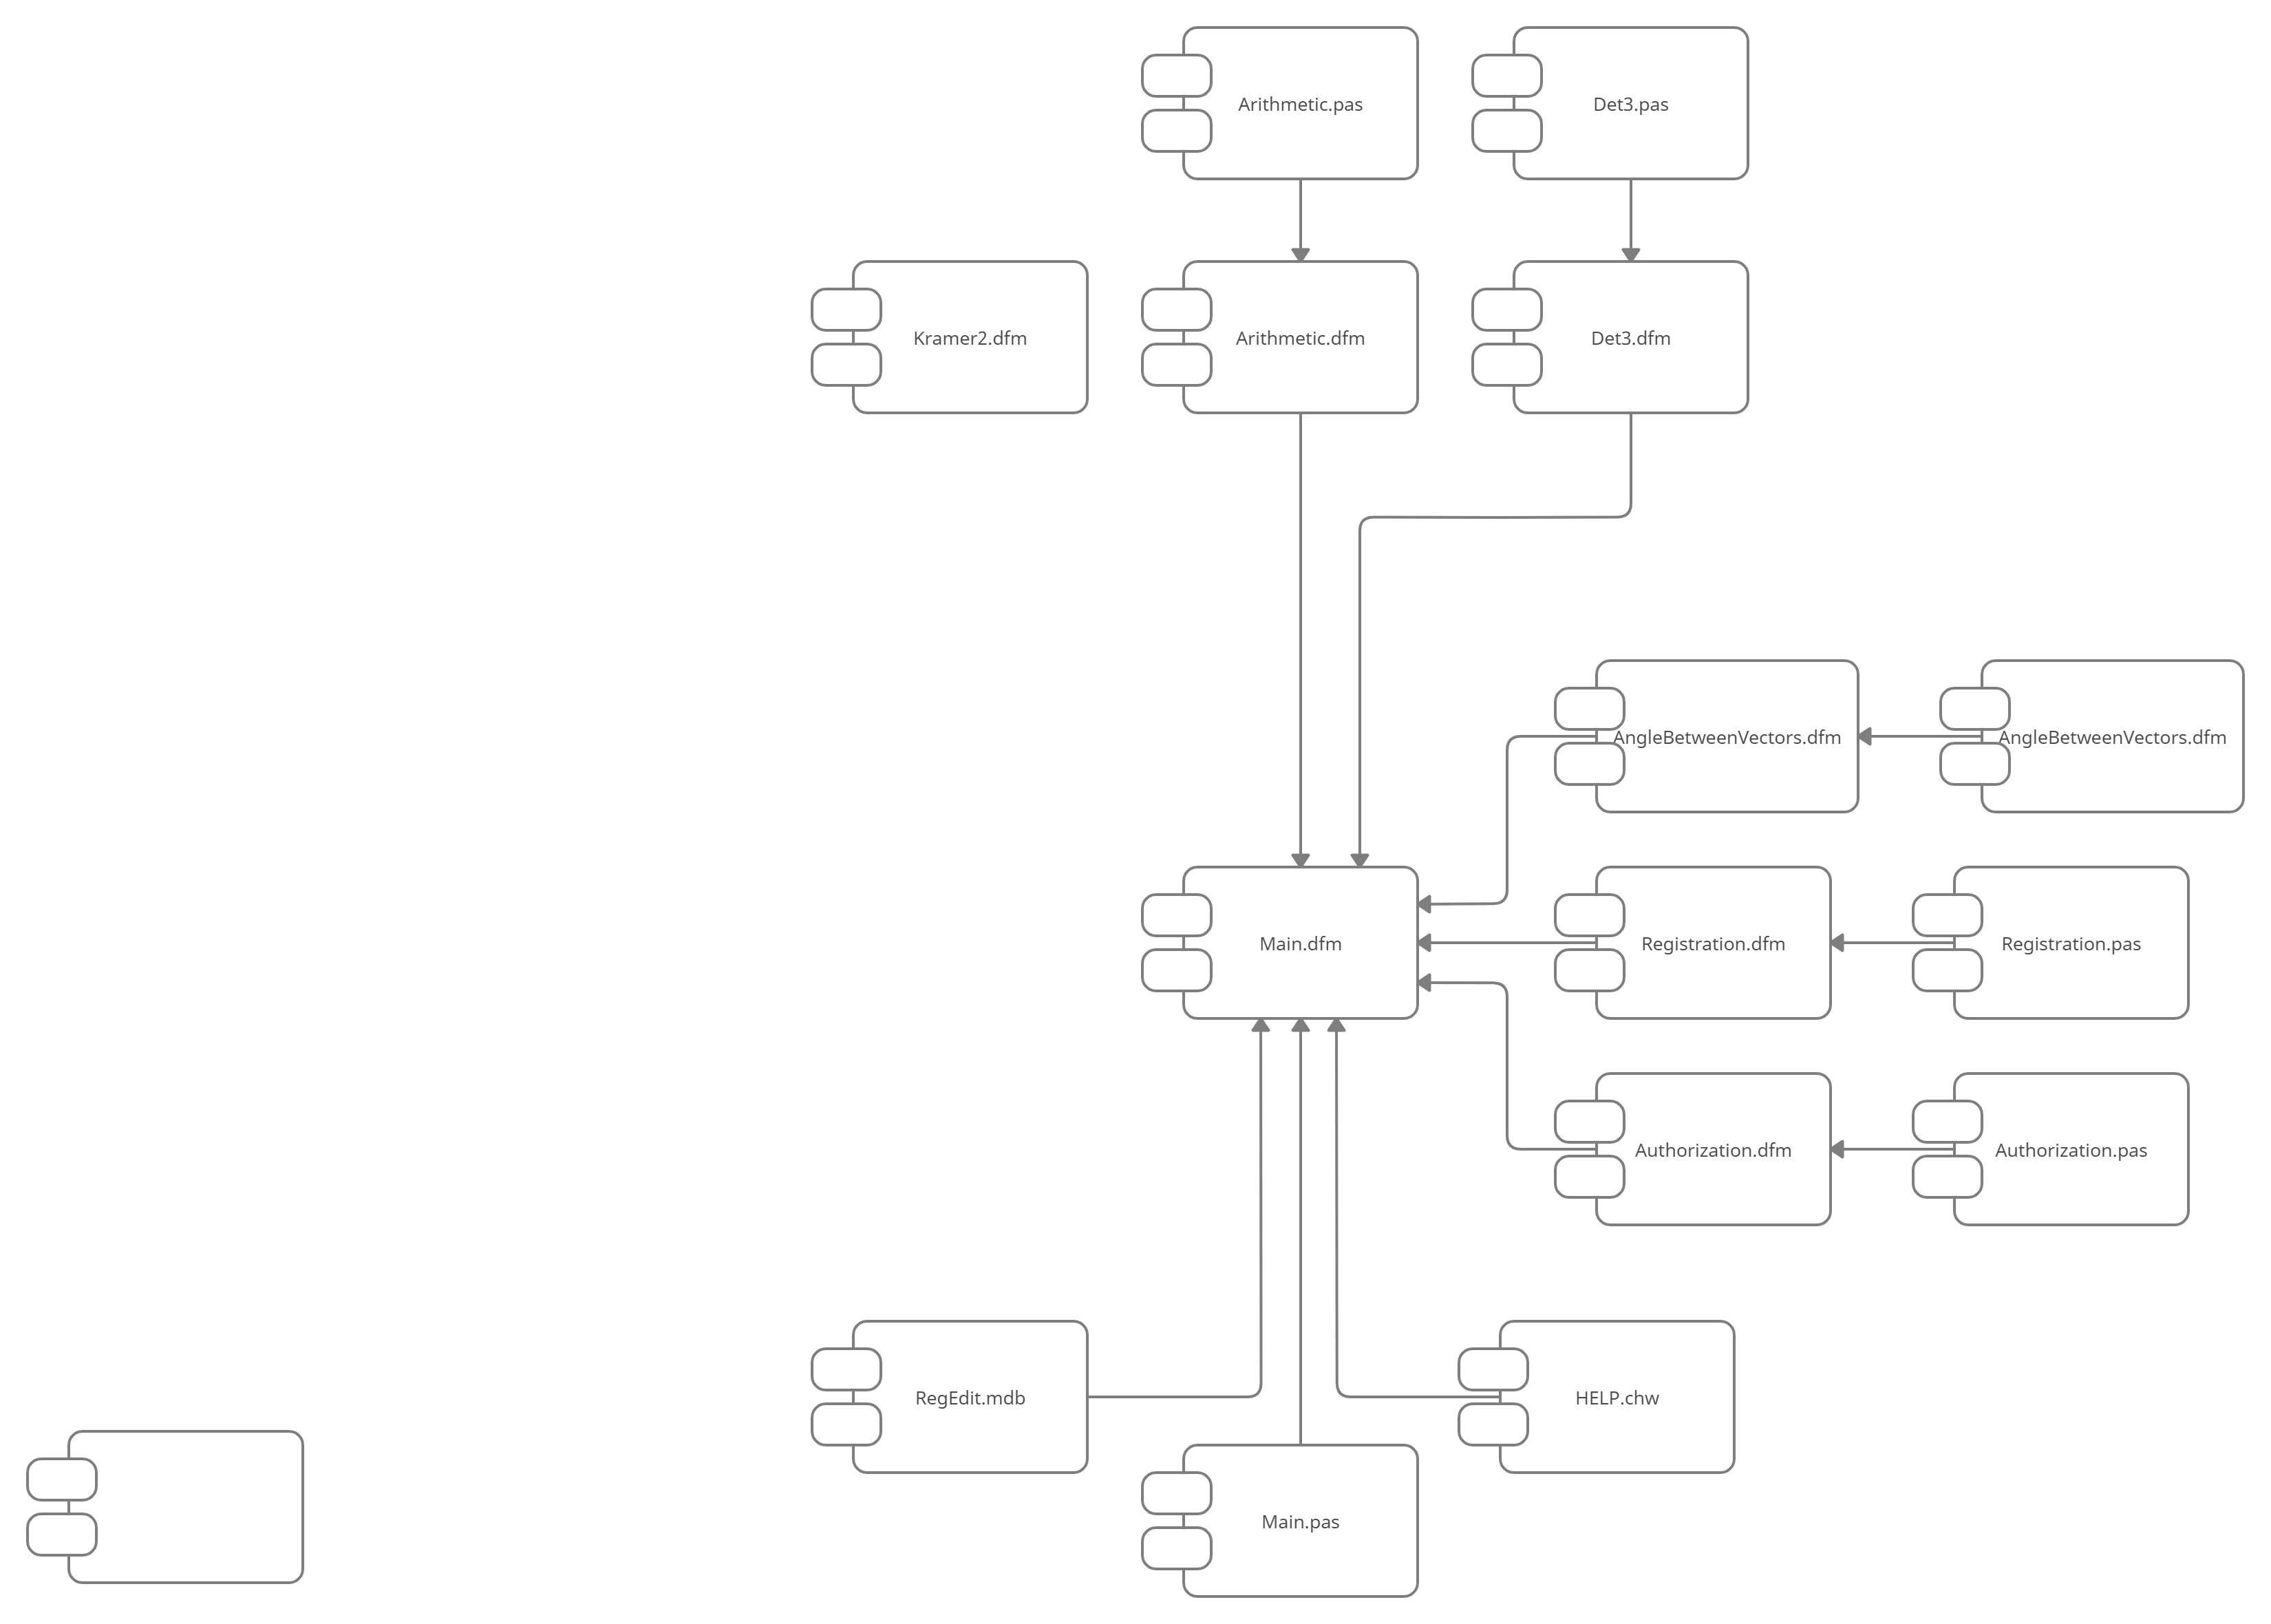 Arithmetic.pas
Det3.pas
Kramer2.dfm
Arithmetic.dfm
Det3.dfm
AngleBetweenVectors.dfm
AngleBetweenVectors.dfm
Main.dfm
Registration.dfm
Registration.pas
Authorization.dfm
Authorization.pas
RegEdit.mdb
HELP.chw
Main.pas